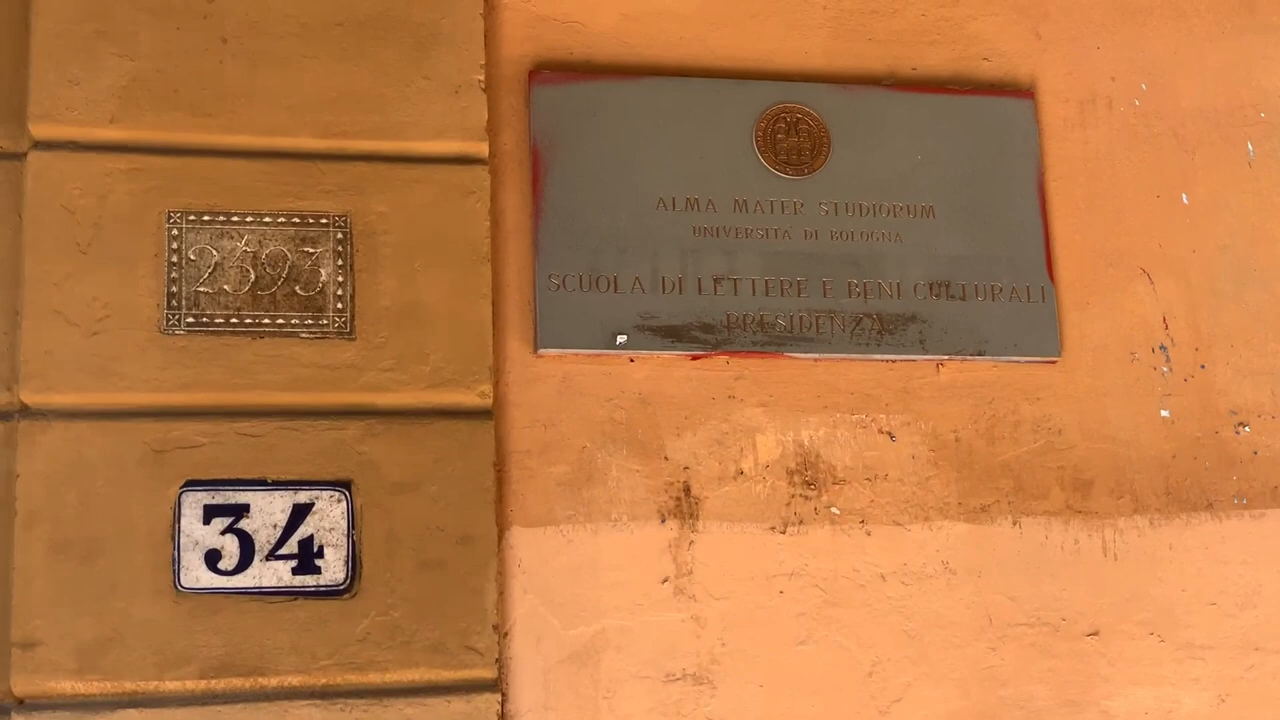 2393
34
ALMA MATER STUDIORUM
UNIVERSITÀ DI BOLOGNA
SCUOLA DI LETTERE E BENI CULTURALI
PRESIDENZA